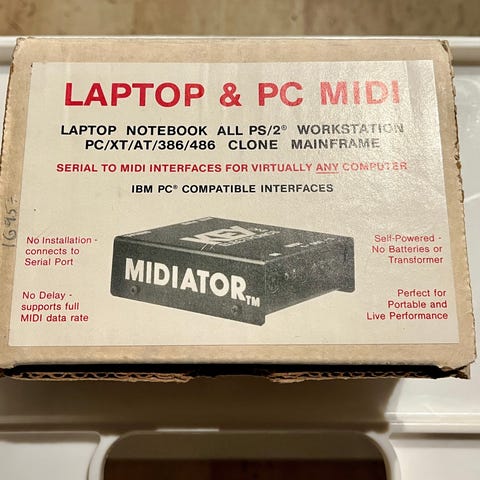 LAPTOP & PC MIDI
LAPTOP NOTEBOOK ALL PS/2® WORKSTATION
PC/XT/AT/386/486 CLONE MAINFRAME
SERIAL TO MIDI INTERFACES FOR VIRTUALLY ANY COMPUTER
IBM PC® COMPATIBLE INTERFACES
No Installation -
connects to
Serial Port
Self-Powered -
No Batteries or
Transformer
MIDIATOR™
No Delay -
supports full
MIDI data rate
Perfect for
Portable and
Live Performance